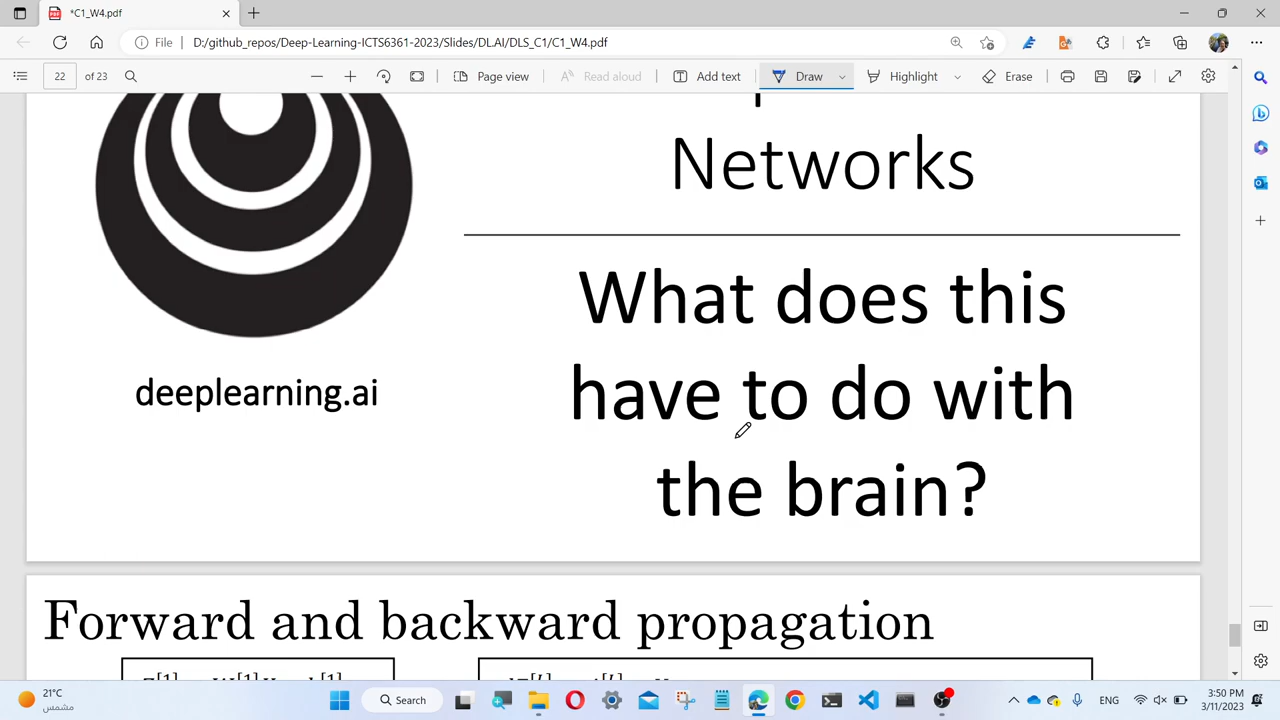 *C1_W4.pdf
File D:/github_repos/Deep-Learning-ICTS6361-2023/Slides/DL.AI/DLS_C1/C1_W4.pdf
22 of 23 Page view Read aloud Add text Draw Highlight Erase
Networks
What does this
have to do with
the brain?
deeplearning.ai
Forward and backward propagation
21°C
مشمس
Search
ENG
3:50 PM
3/11/2023